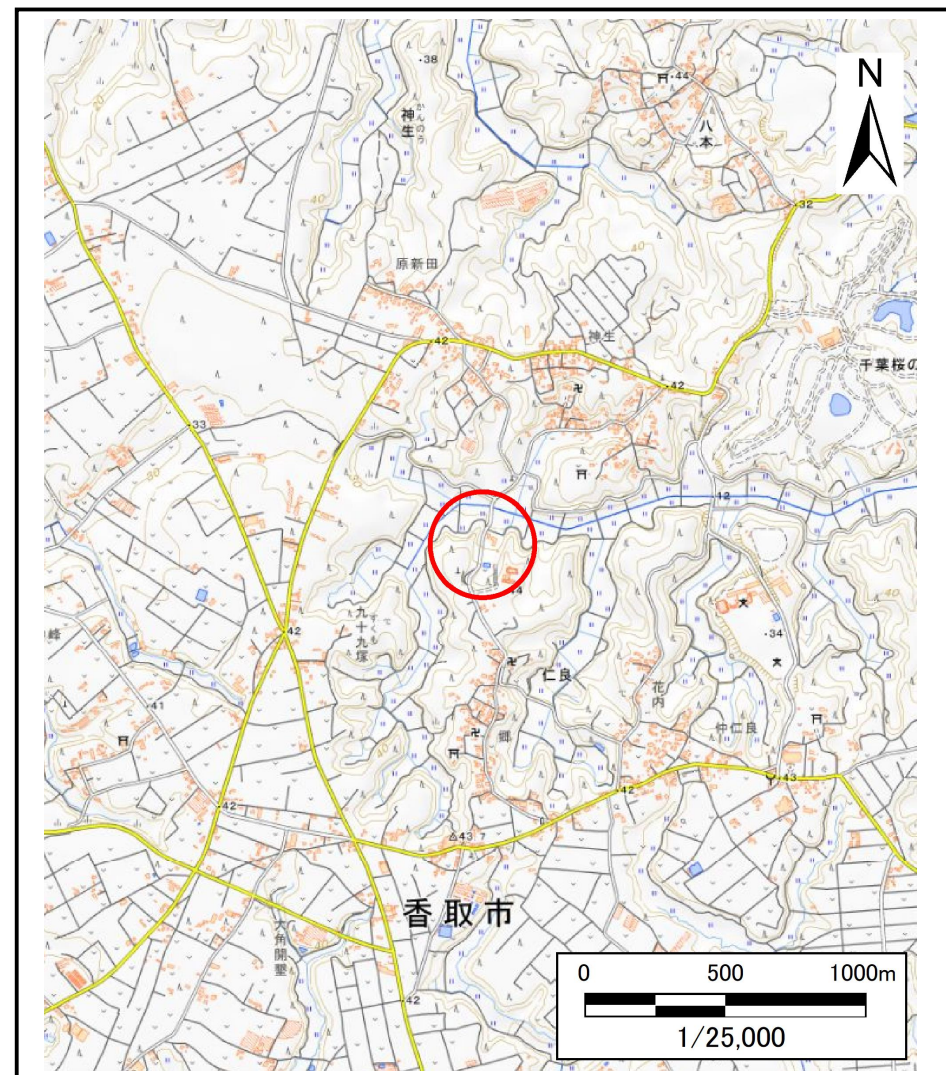 38
44
N
神生
かんのう
八本
32
40
40
原新田
42
神生
42
千葉桜の
33
12
44
九十九塚
仁良
34
40
42
峰
41
花内
仲仁良
郷
40
43
42
42
43.7
香取市
六角開墾
42
0 500 1000m
1/25,000